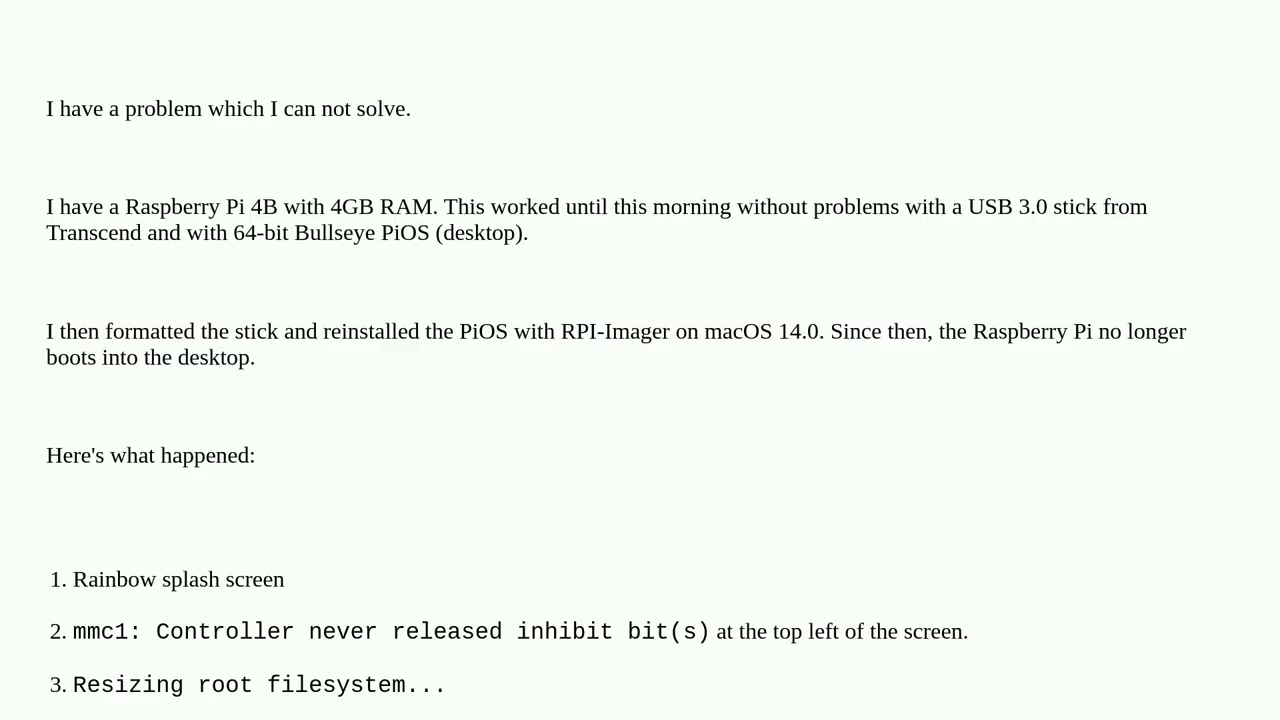 I have a problem which I can not solve.
I have a Raspberry Pi 4B with 4GB RAM. This worked until this morning without problems with a USB 3.0 stick from
Transcend and with 64-bit Bullseye PiOS (desktop).
I then formatted the stick and reinstalled the PiOS with RPI-Imager on macOS 14.0. Since then, the Raspberry Pi no longer
boots into the desktop.
Here's what happened:
1. Rainbow splash screen
2. mmc1: Controller never released inhibit bit(s) at the top left of the screen.
3. Resizing root filesystem...